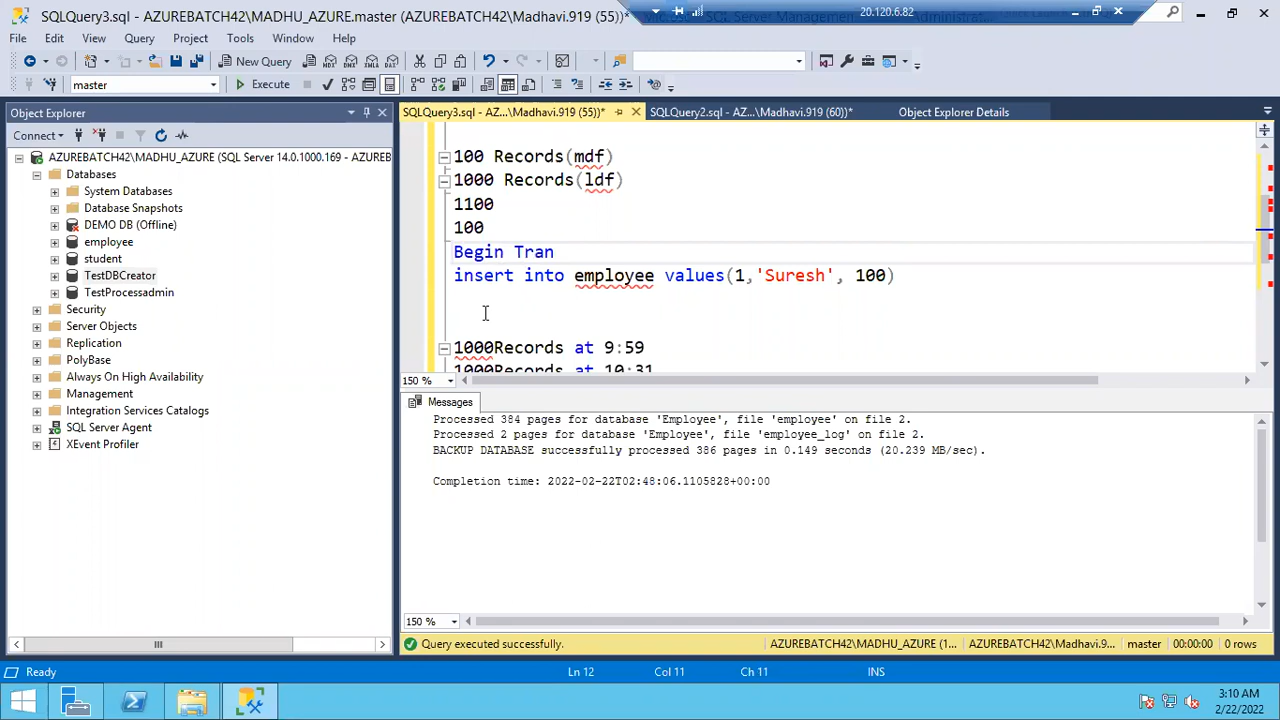 SQLQuery3.sql - AZUREBATCH42\MADHU_AZURE.master (AZUREBATCH42\Madhavi.919 (55))*
20.120.6.82
File Edit View Query Project Tools Window Help
New Query
master Execute
Object Explorer
Connect
AZUREBATCH42\MADHU_AZURE (SQL Server 14.0.1000.169 - AZUREB
Databases
System Databases
Database Snapshots
DEMO DB (Offline)
employee
student
TestDBCreator
TestProcessadmin
Security
Server Objects
Replication
PolyBase
Always On High Availability
Management
Integration Services Catalogs
SQL Server Agent
XEvent Profiler
SQLQuery3.sql - AZ...\Madhavi.919 (55))* SQLQuery2.sql - AZ...\Madhavi.919 (60))* Object Explorer Details
100 Records(mdf)
1000 Records(ldf)
1100
100
Begin Tran
insert into employee values(1,'Suresh', 100)
1000Records at 9:59
1000Records at 10:31
150 %
Messages
Processed 384 pages for database 'Employee', file 'employee' on file 2.
Processed 2 pages for database 'Employee', file 'employee_log' on file 2.
BACKUP DATABASE successfully processed 386 pages in 0.149 seconds (20.239 MB/sec).
Completion time: 2022-02-22T02:48:06.1105828+00:00
150 %
Query executed successfully. AZUREBATCH42\MADHU_AZURE (1... AZUREBATCH42\Madhavi.9... master 00:00:00 0 rows
Ready Ln 12 Col 11 Ch 11 INS
3:10 AM
2/22/2022